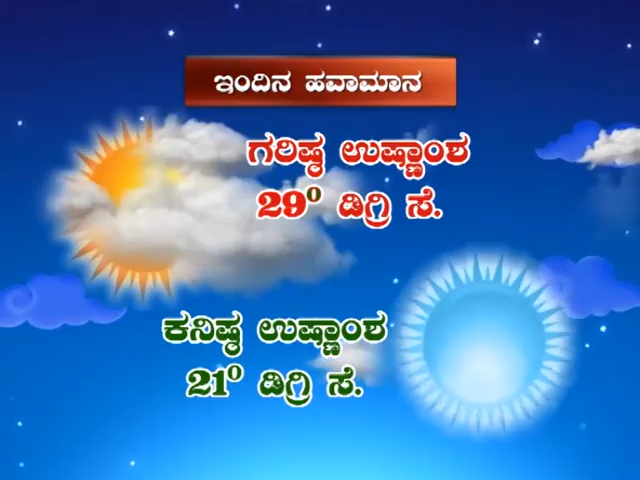 ಇಂದಿನ ಹವಾಮಾನ
ಗರಿಷ್ಠ ಉಷ್ಣಾಂಶ
29⁰ ಡಿಗ್ರಿ ಸೆ.
ಕನಿಷ್ಠ ಉಷ್ಣಾಂಶ
21⁰ ಡಿಗ್ರಿ ಸೆ.